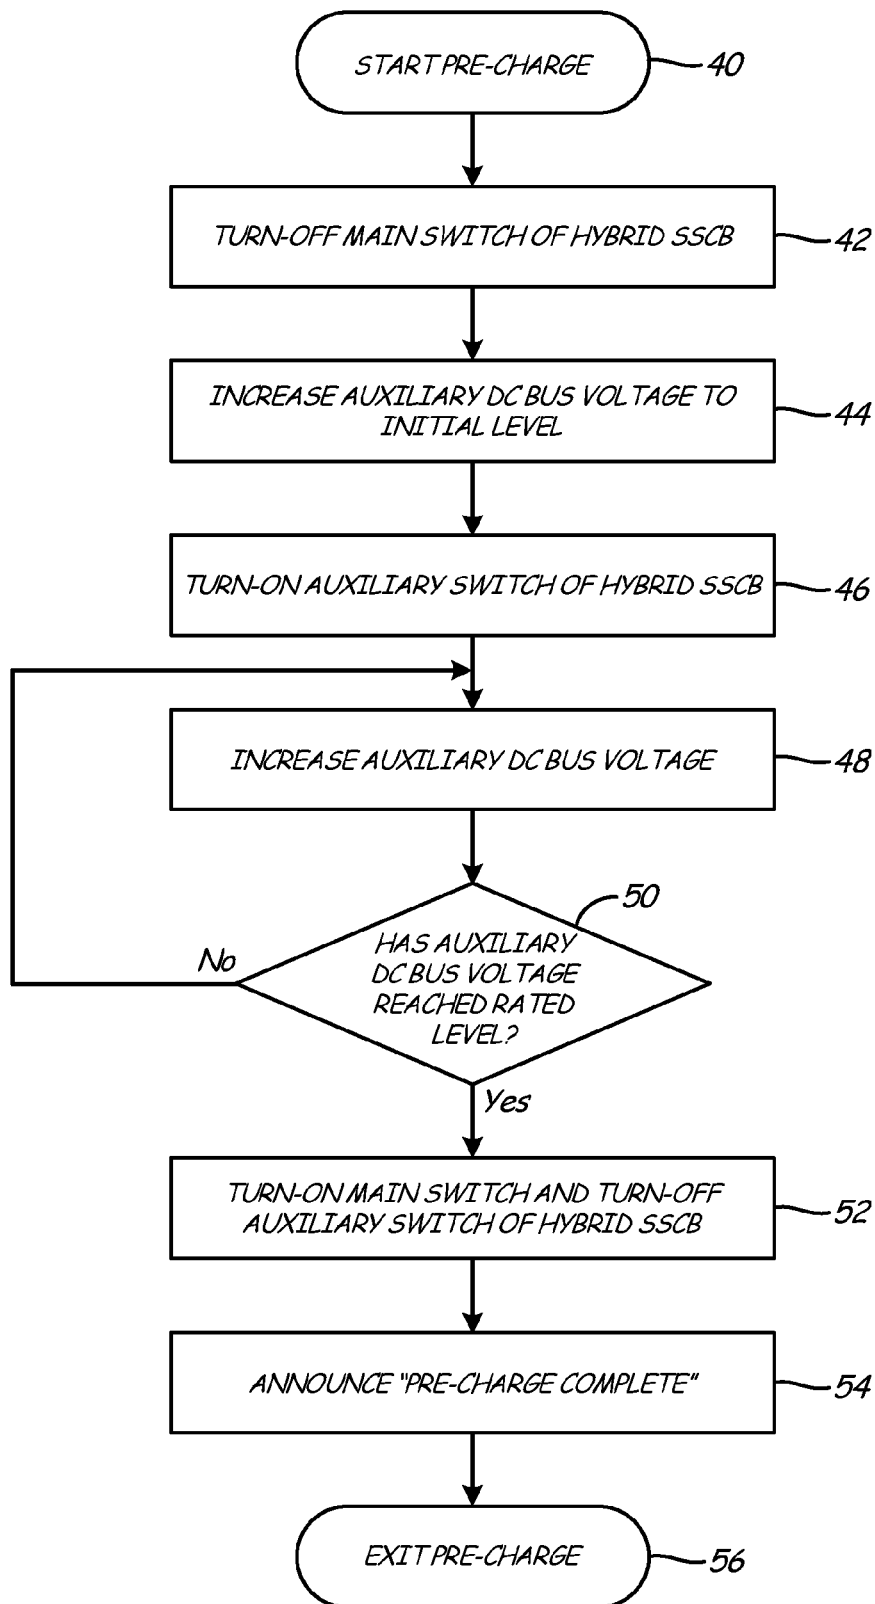 START PRE-CHARGE
40
TURN-OFF MAIN SWITCH OF HYBRID SSCB
42
INCREASE AUXILIARY DC BUS VOLTAGE TO
INITIAL LEVEL
44
TURN-ON AUXILIARY SWITCH OF HYBRID SSCB
46
INCREASE AUXILIARY DC BUS VOLTAGE
48
50
HAS AUXILIARY
DC BUS VOLTAGE
REACHED RATED
LEVEL?
No
Yes
TURN-ON MAIN SWITCH AND TURN-OFF
AUXILIARY SWITCH OF HYBRID SSCB
52
ANNOUNCE "PRE-CHARGE COMPLETE"
54
EXIT PRE-CHARGE
56